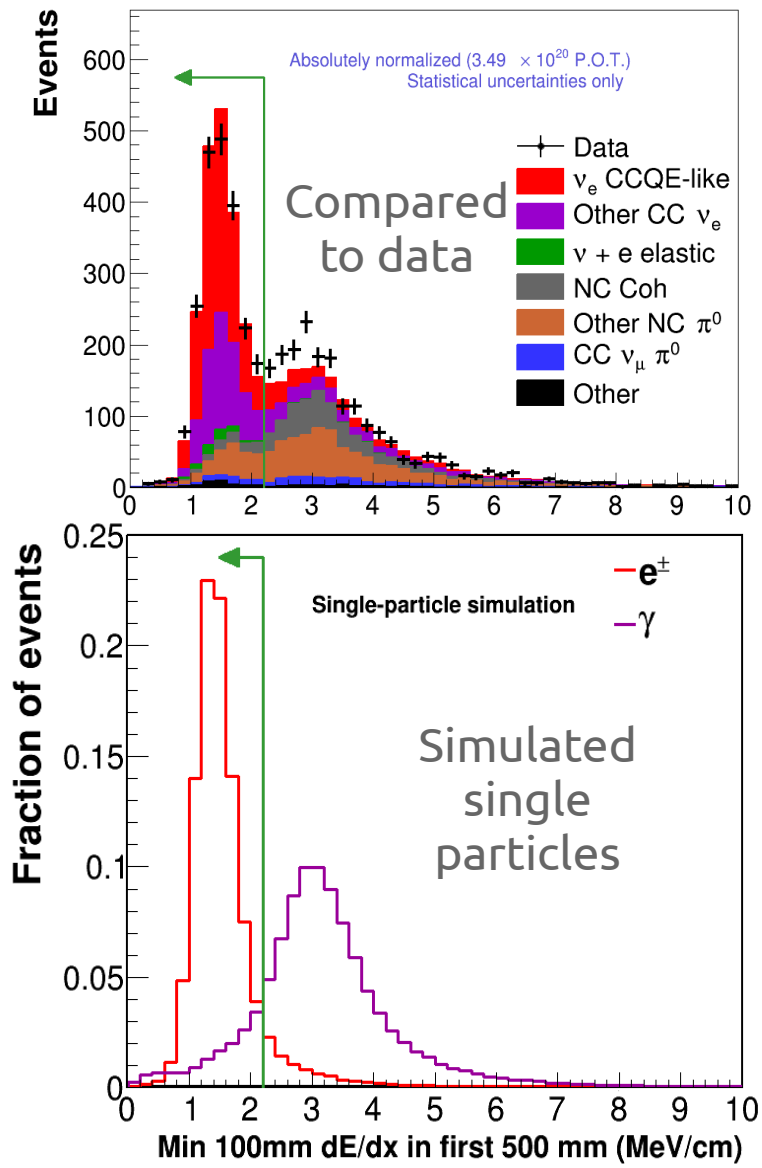 Events
600
500
400
300
200
100
0
Absolutely normalized (3.49 × 10²⁰ P.O.T.)
Statistical uncertainties only
Compared
to data
Data
νe CCQE-like
Other CC νe
ν + e elastic
NC Coh
Other NC π⁰
CC νμ π⁰
Other
0 1 2 3 4 5 6 7 8 9 10
Fraction of events
0.25
0.2
0.15
0.1
0.05
0
Single-particle simulation
e±
γ
Simulated
single
particles
0 1 2 3 4 5 6 7 8 9 10
Min 100mm dE/dx in first 500 mm (MeV/cm)